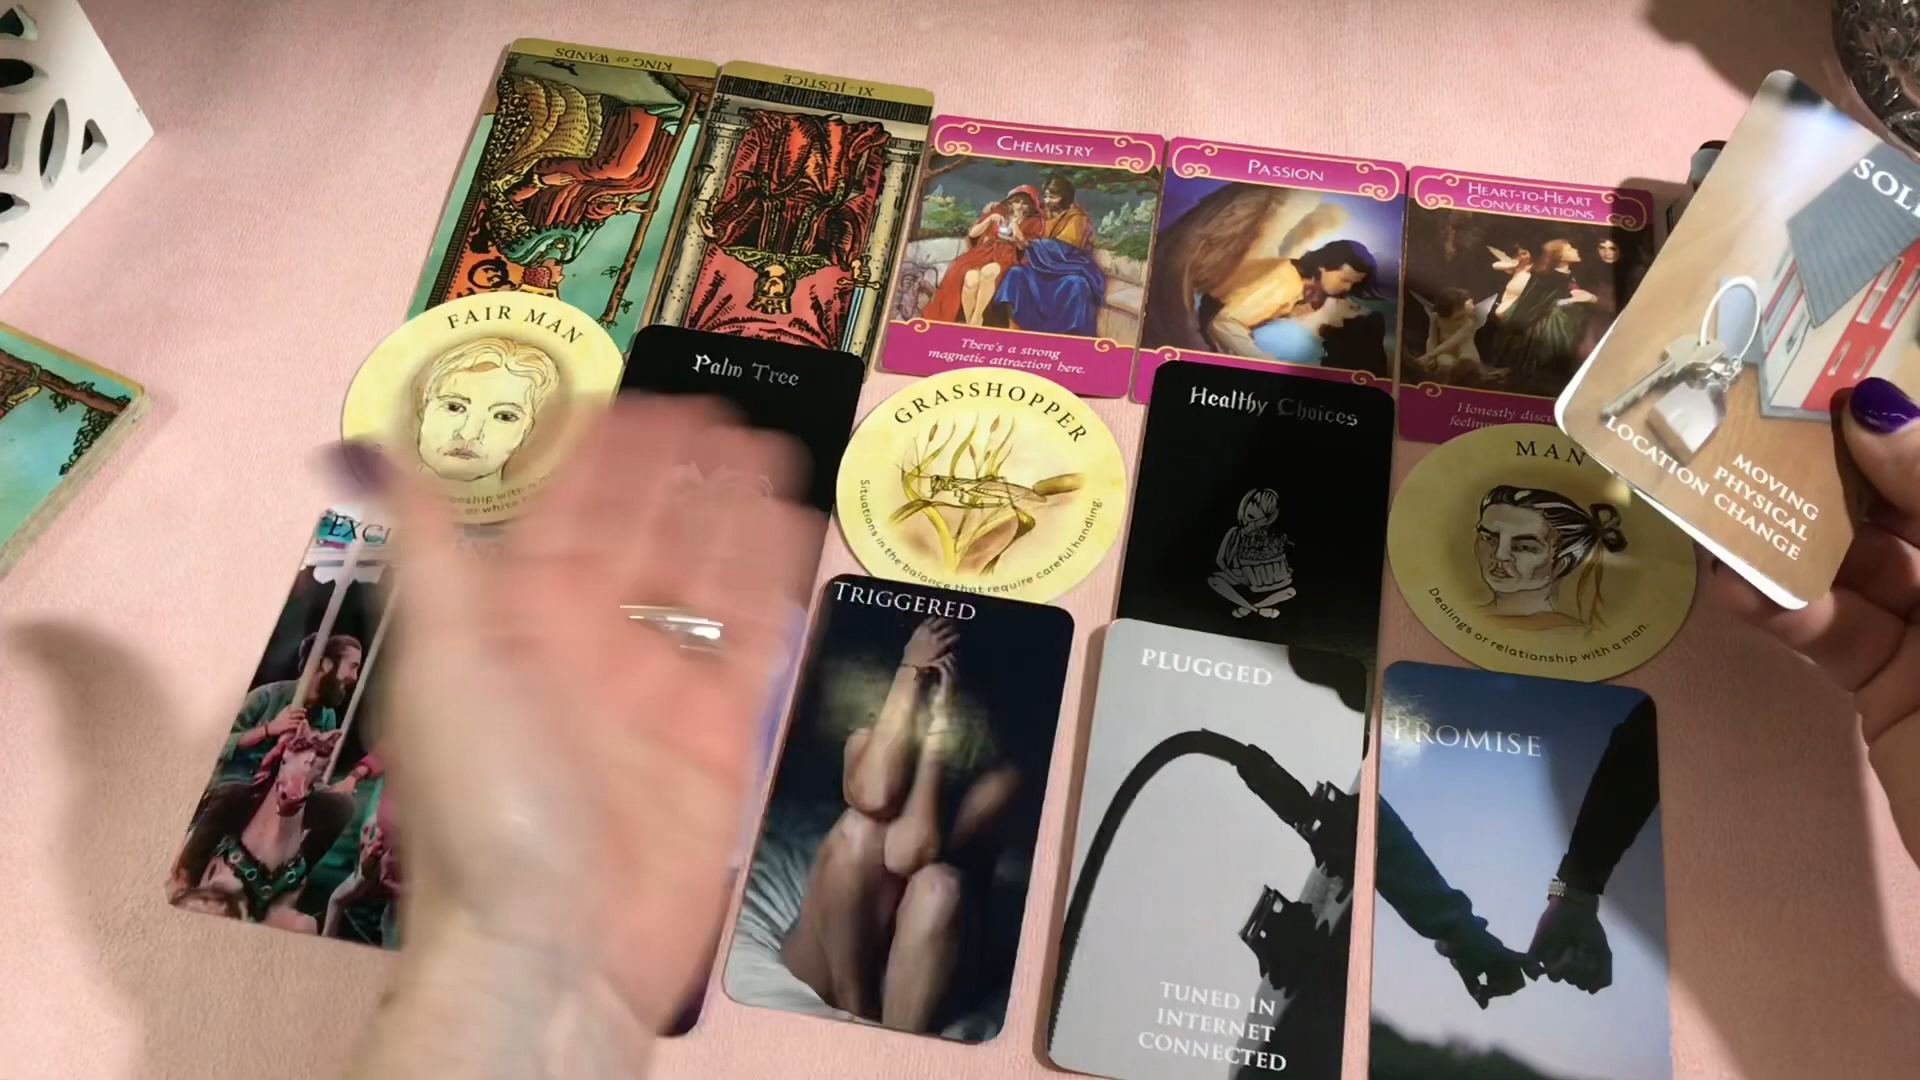 KING OF WANDS
XI - JUSTICE
CHEMISTRY
There's a strong
magnetic attraction here.
PASSION
HEART-TO-HEART
CONVERSATIONS
Honestly
FAIR MAN
Palm Tree
GRASSHOPPER
Situations in the balance that require careful handling.
Healthy Choices
MAN
Dealings or relationship with a man.
MOVING
PHYSICAL
LOCATION CHANGE
TRIGGERED
PLUGGED
TUNED IN
INTERNET
CONNECTED
PROMISE